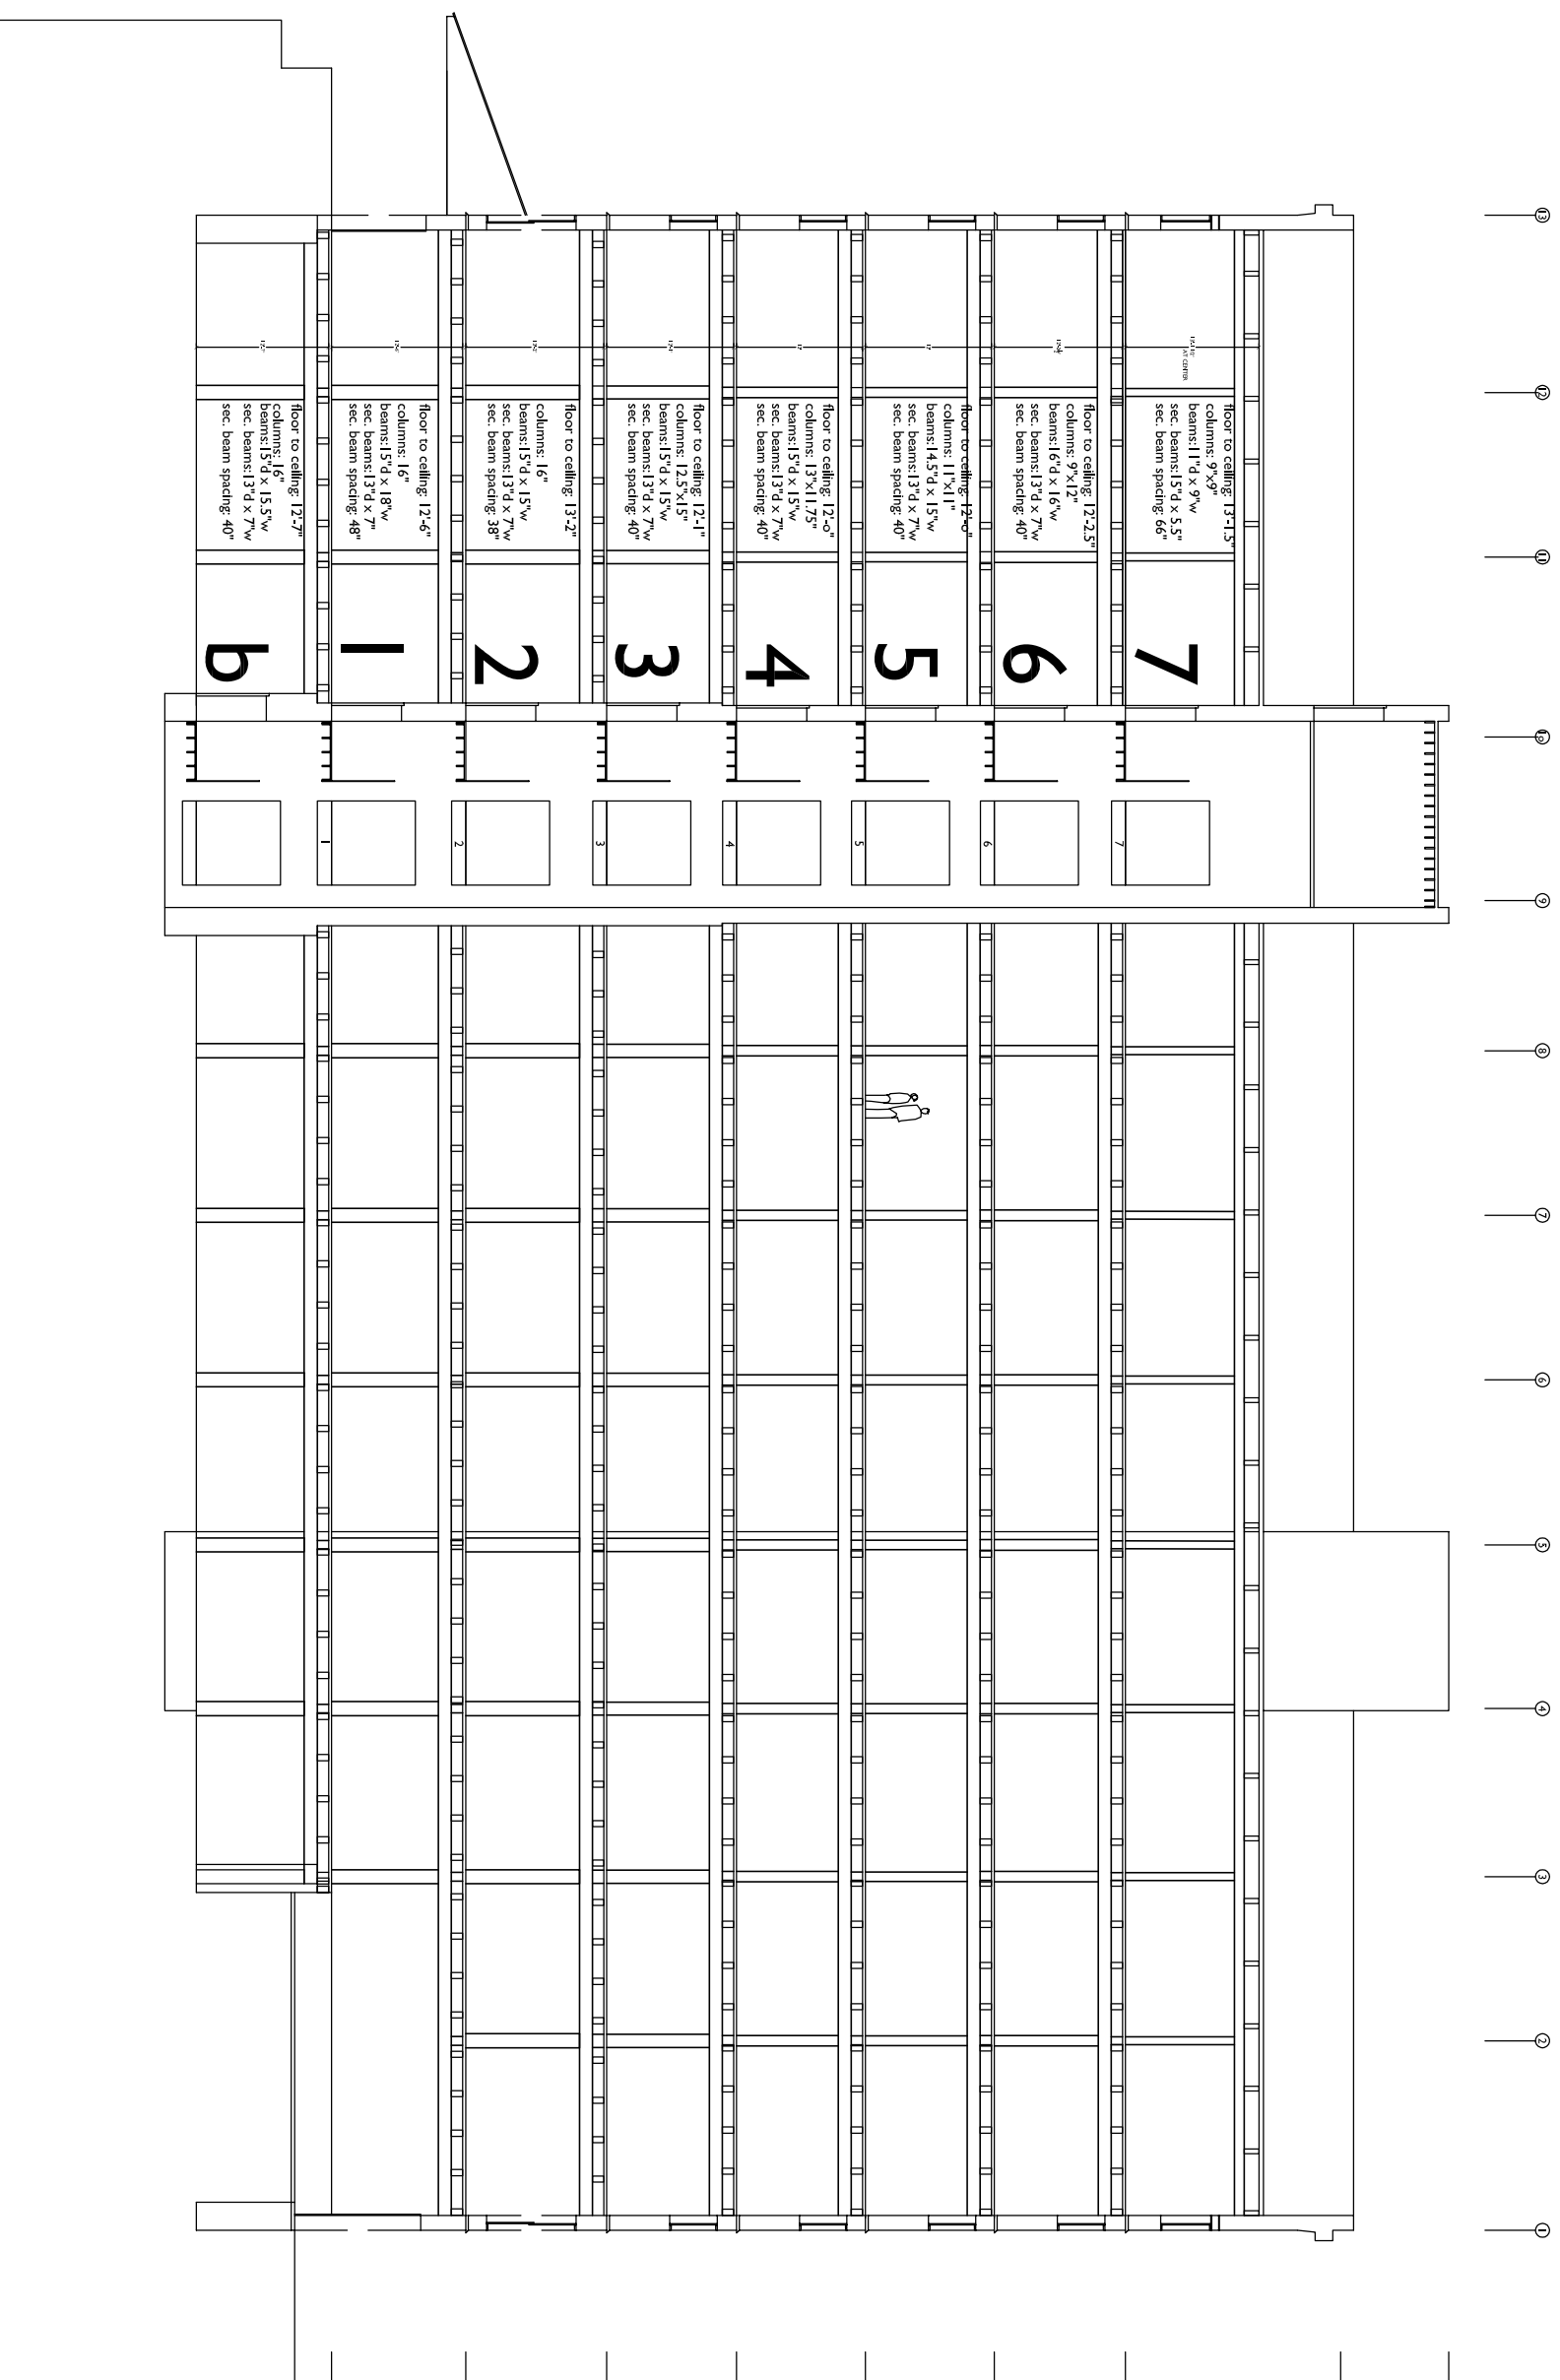 13
12
11
10
9
8
7
6
5
4
3
2
1
floor to ceiling: 13'-1.5"
columns: 9"x9"
beams:11"d x 9"w
sec. beams:15"d x 5.5"
sec. beam spacing: 66"
AT CENTER
7
7
floor to ceiling: 12'-2.5"
columns: 9"x12"
beams:16"d x 16"w
sec. beams:13"d x 7"w
sec. beam spacing: 40"
6
6
floor to ceiling: 12'-0"
columns: 11"x11"
beams:14.5"d x 15"w
sec. beams:13"d x 7"w
sec. beam spacing: 40"
5
5
floor to ceiling: 12'-0"
columns: 13"x11.75"
beams:15"d x 15"w
sec. beams:13"d x 7"w
sec. beam spacing: 40"
4
4
floor to ceiling: 12'-1"
columns: 12.5"x15"
beams:15"d x 15"w
sec. beams:13"d x 7"w
sec. beam spacing: 40"
3
3
floor to ceiling: 13'-2"
columns: 16"
beams:15"d x 15"w
sec. beams:13"d x 7"w
sec. beam spacing: 38"
2
2
floor to ceiling: 12'-6"
columns: 16"
beams:15"d x 18"w
sec. beams:13"d x 7"
sec. beam spacing: 48"
1
1
floor to ceiling: 12'-7"
columns: 16"
beams:15"d x 15.5"w
sec. beams:13"d x 7"w
sec. beam spacing: 40"
b